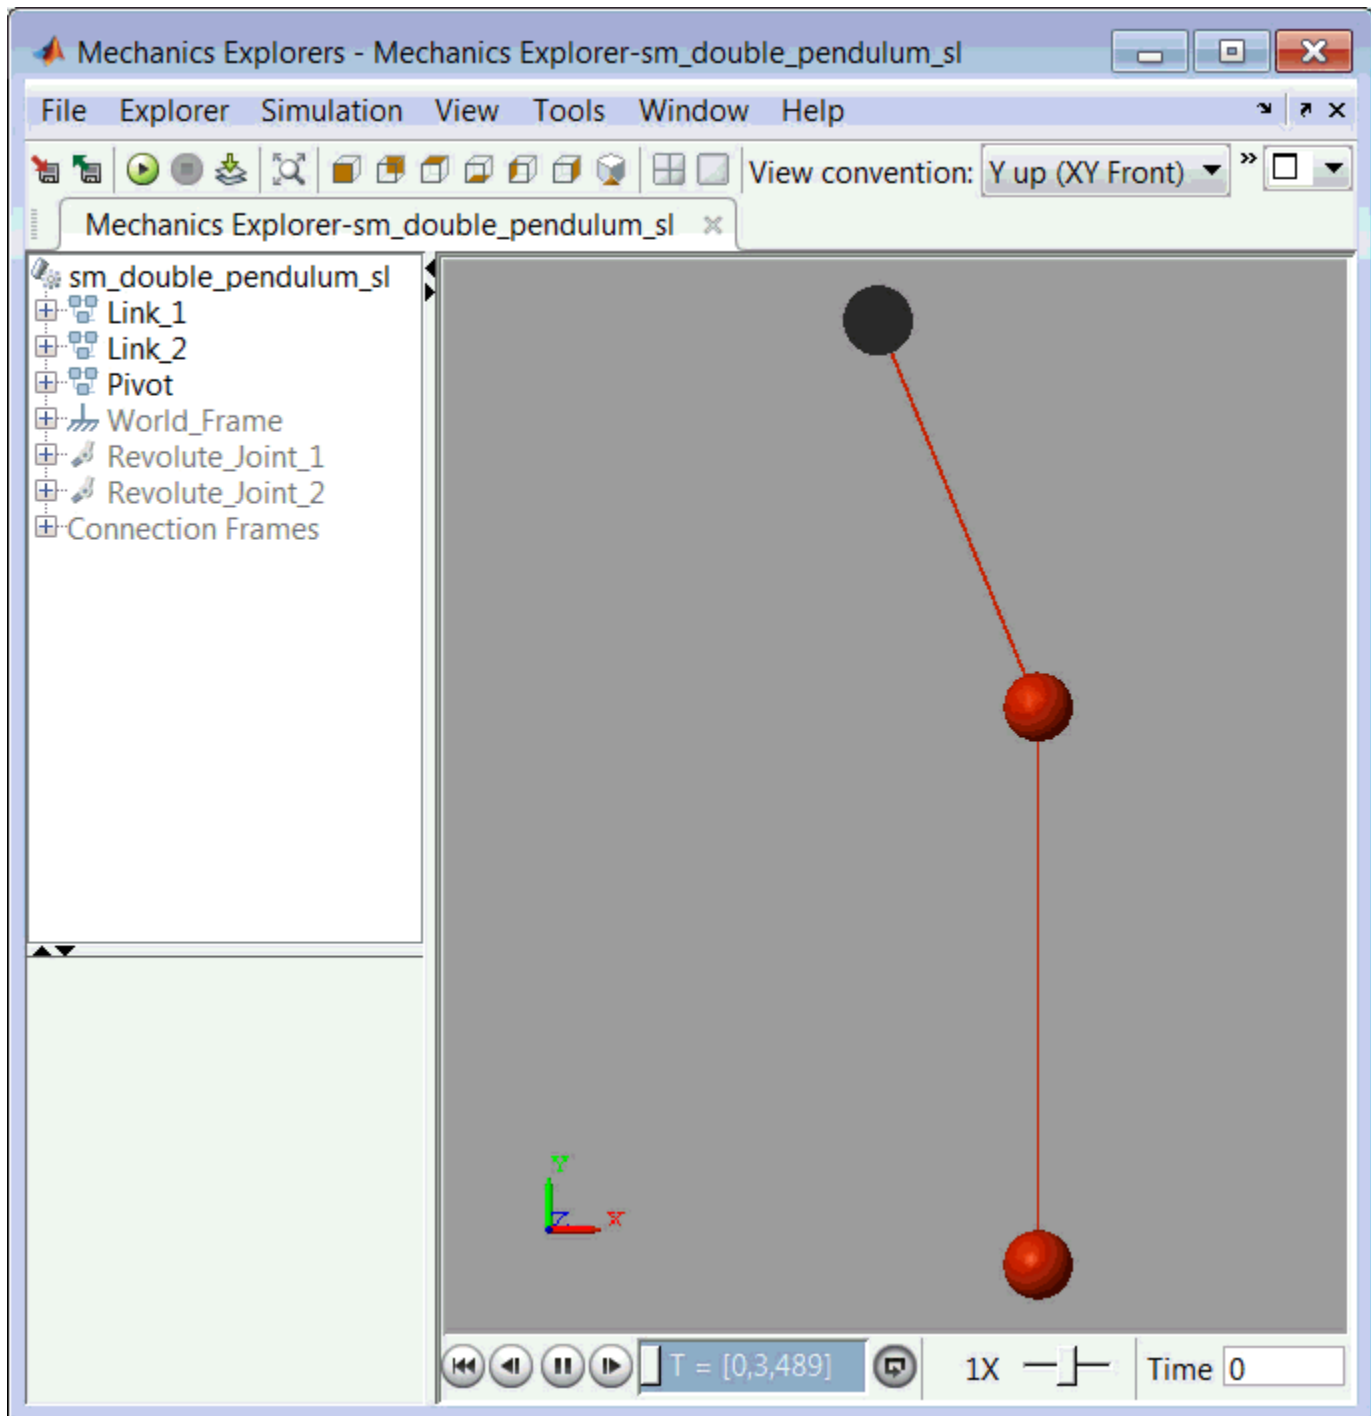 Mechanics Explorers - Mechanics Explorer-sm_double_pendulum_sl
File Explorer Simulation View Tools Window Help
View convention: Y up (XY Front) »
Mechanics Explorer-sm_double_pendulum_sl
sm_double_pendulum_sl
Link_1
Link_2
Pivot
World_Frame
Revolute_Joint_1
Revolute_Joint_2
Connection Frames
Y
Z X
T = [0,3,489] 1X Time 0